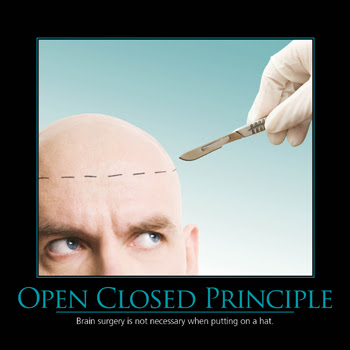 OPEN CLOSED PRINCIPLE
Brain surgery is not necessary when putting on a hat.